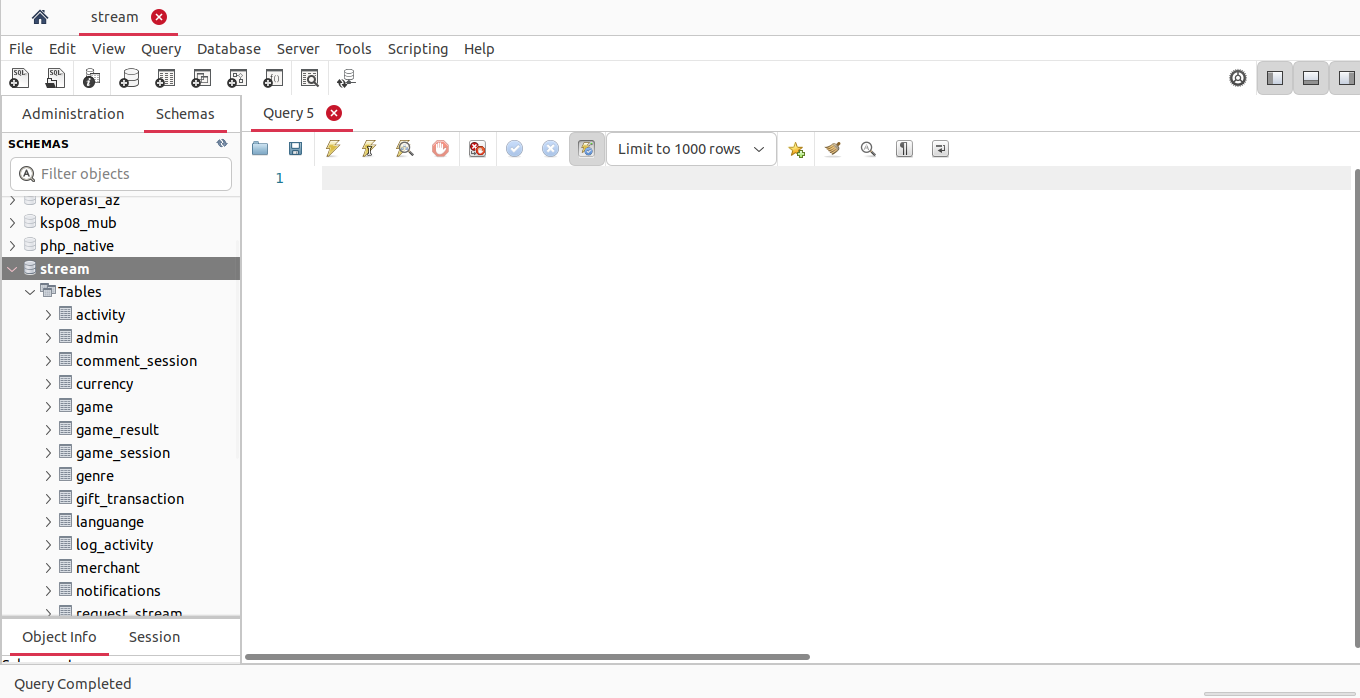 stream
File Edit View Query Database Server Tools Scripting Help
Administration Schemas
Query 5
SCHEMAS
Filter objects
Limit to 1000 rows
1
koperasi_az
ksp08_mub
php_native
stream
Tables
activity
admin
comment_session
currency
game
game_result
game_session
genre
gift_transaction
languange
log_activity
merchant
notifications
request_stream
Object Info Session
Query Completed